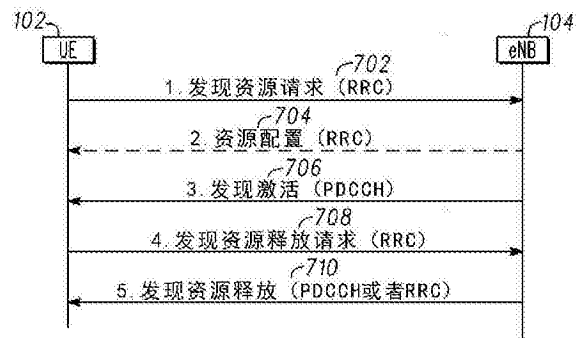 102
104
UE
eNB
702
1.发现资源请求(RRC)
704
2.资源配置(RRC)
706
3.发现激活(PDCCH)
708
4.发现资源释放请求(RRC)
710
5.发现资源释放(PDCCH或者RRC)